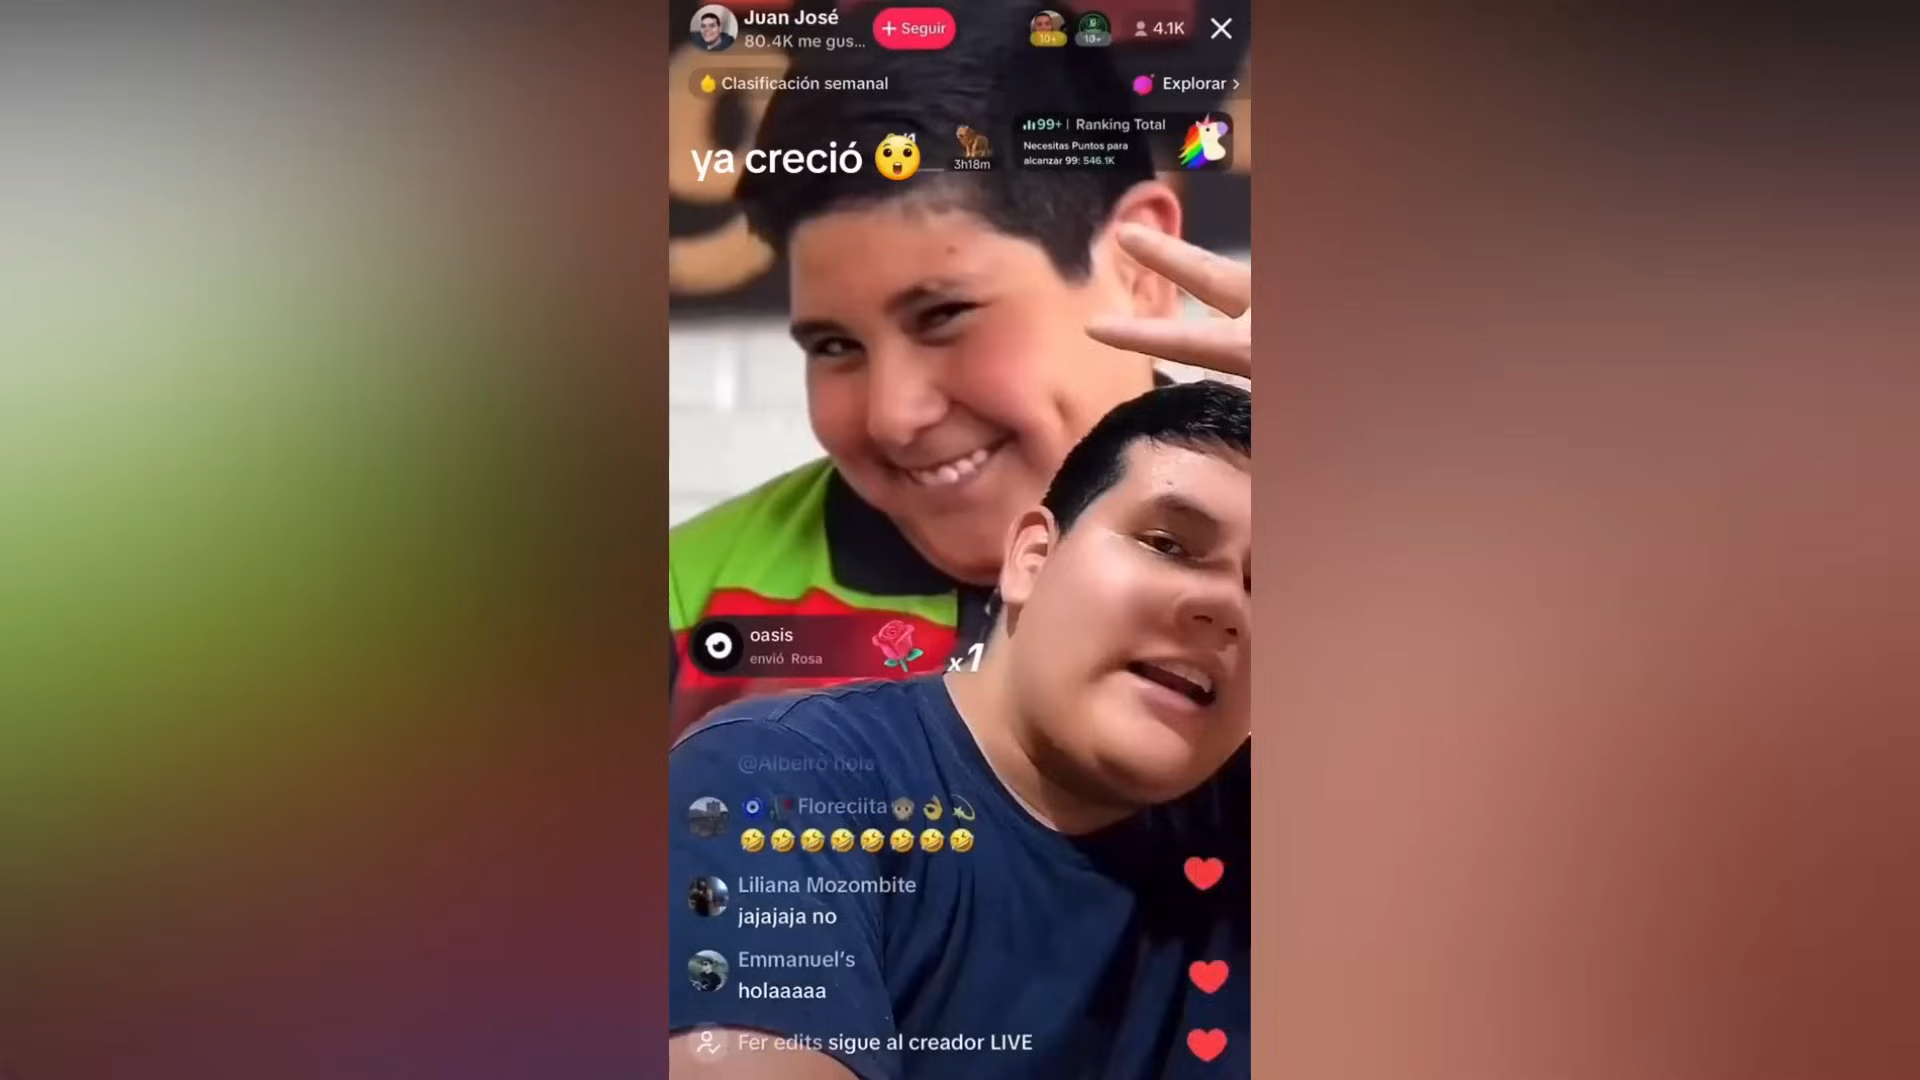 Juan José
80.4K me gus...
+ Seguir
10+
10+
4.1K
Clasificación semanal
Explorar >
ya creció
3h18m
99+ | Ranking Total
Necesitas Puntos para
alcanzar 99: 546.1K
oasis
envió Rosa
x1
@Albeiro hola
Floreciita
Liliana Mozombite
jajajaja no
Emmanuel's
holaaaaa
Fer edits sigue al creador LIVE